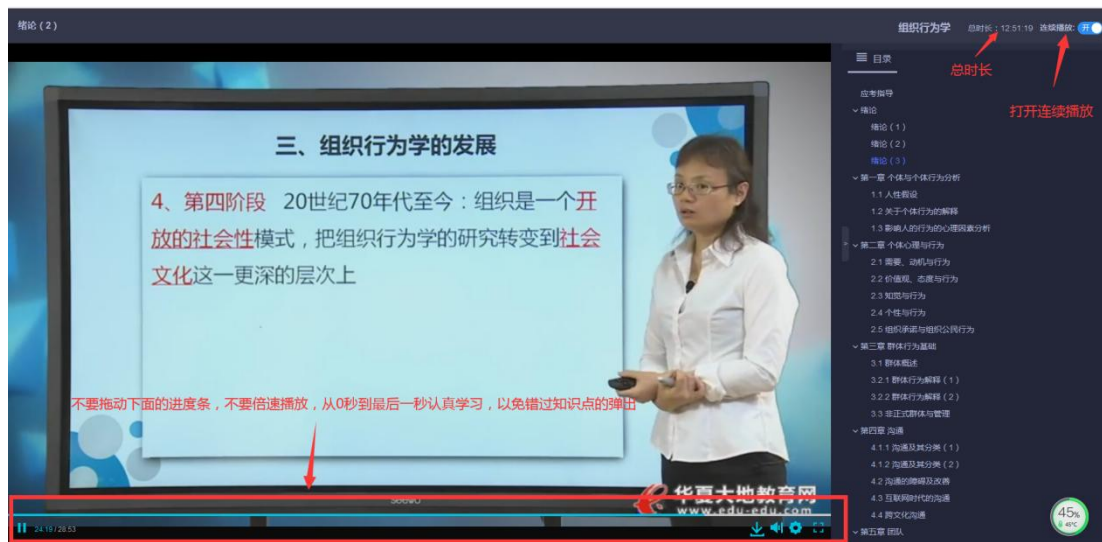 绪论 ( 2 )
组织行为学
总时长：12:51:19
连续播放:
开
目录
总时长
打开连续播放
应考指导
绪论
绪论 ( 1 )
绪论 ( 2 )
绪论 ( 3 )
第一章 个体与个体行为分析
1.1 人性假设
1.2 关于个体行为的解释
1.3 影响人的行为的心理因素分析
第二章 个体心理与行为
2.1 需要、动机与行为
2.2 价值观、态度与行为
2.3 知觉与行为
2.4 个性与行为
2.5 组织承诺与组织公民行为
第三章 群体行为基础
3.1 群体概述
3.2.1 群体行为解释 ( 1 )
3.2.2 群体行为解释 ( 2 )
3.3 非正式群体与管理
第四章 沟通
4.1.1 沟通及其分类 ( 1 )
4.1.2 沟通及其分类 ( 2 )
4.2 沟通的障碍及改善
4.3 互联网时代的沟通
4.4 跨文化沟通
第五章 团队
三、组织行为学的发展
4、第四阶段 20世纪70年代至今：组织是一个开
放的社会性模式，把组织行为学的研究转变到社会
文化这一更深的层次上
不要拖动下面的进度条，不要倍速播放，从0秒到最后一秒认真学习，以免错过知识点的弹出
seewo
华夏大地教育网
www.edu-edu.com
24:19 / 28:53
45%